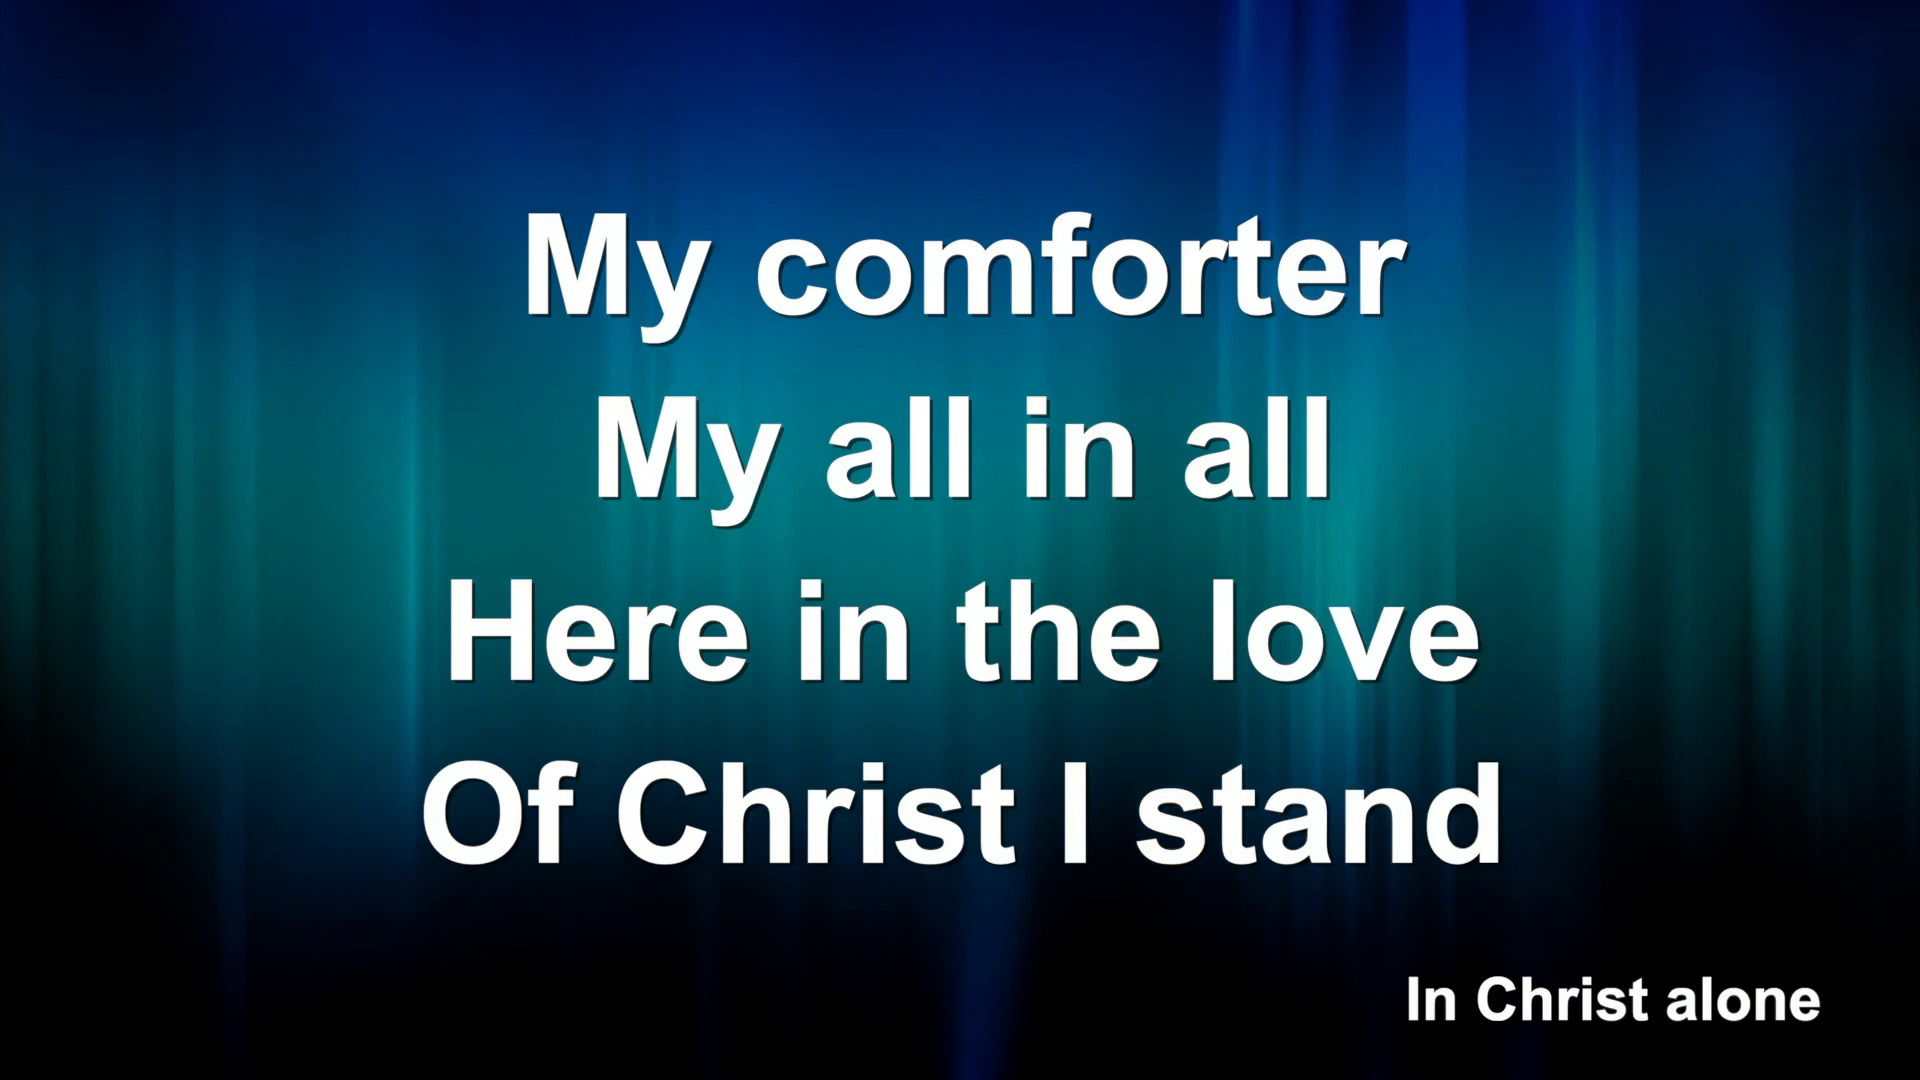 My comforter
My all in all
Here in the love
Of Christ I stand
In Christ alone